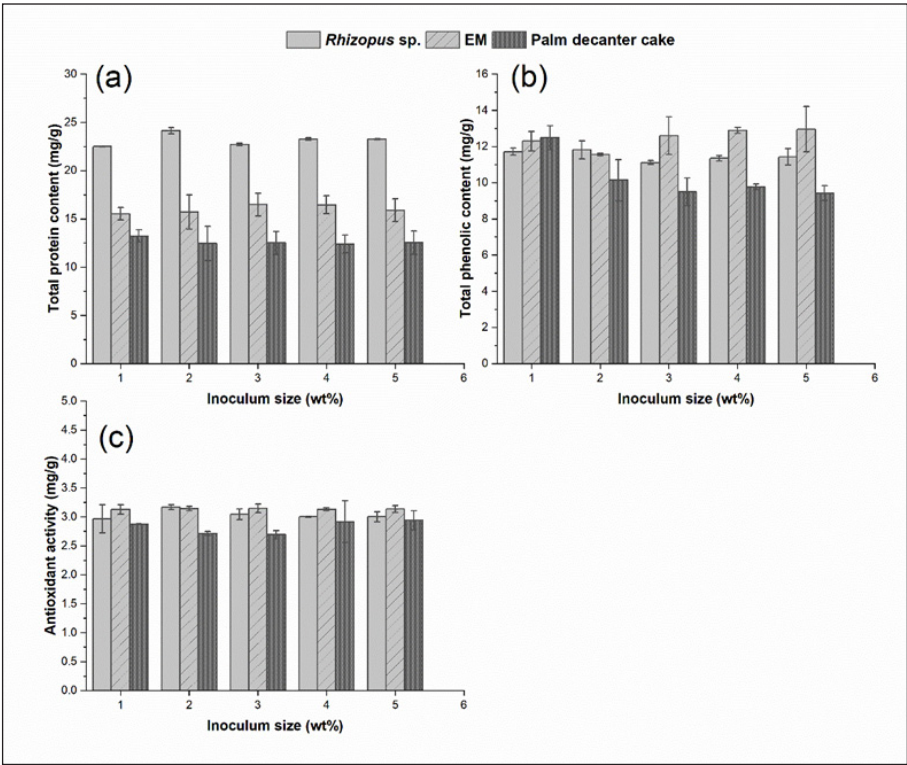 Rhizopus sp. EM Palm decanter cake
(a)
Total protein content (mg/g)
30
25
20
15
10
5
0
1 2 3 4 5 6
Inoculum size (wt%)
(b)
Total phenolic content (mg/g)
16
14
12
10
8
6
4
2
0
1 2 3 4 5 6
Inoculum size (wt%)
(c)
Antioxidant activity (mg/g)
5.0
4.5
4.0
3.5
3.0
2.5
2.0
1.5
1.0
0.5
0.0
1 2 3 4 5 6
Inoculum size (wt%)